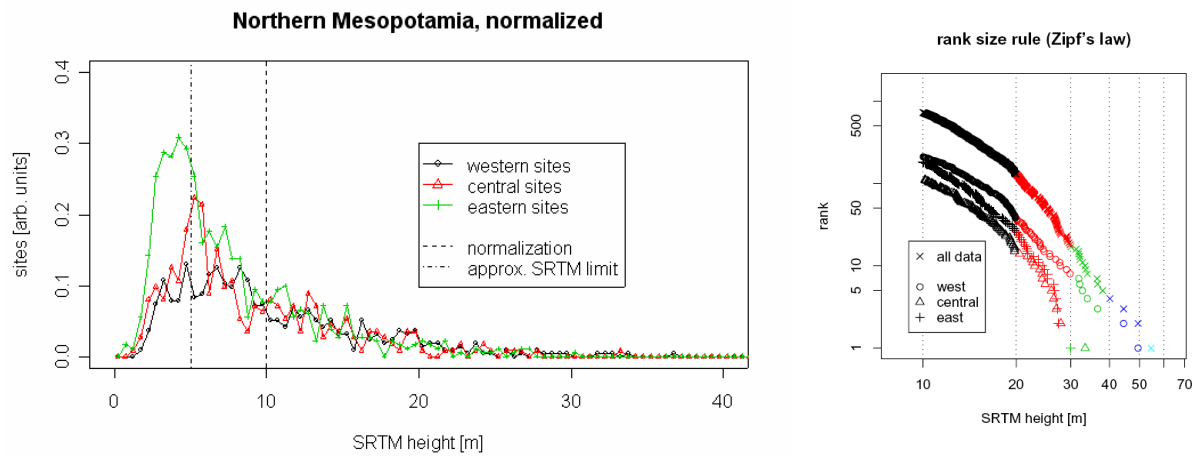 Northern Mesopotamia, normalized
sites [arb. units]
0.4
0.3
0.2
0.1
0.0
western sites
central sites
eastern sites
normalization
approx. SRTM limit
0 10 20 30 40
SRTM height [m]
rank size rule (Zipf's law)
rank
500
50
10
5
1
all data
west
central
east
10 20 30 40 50 70
SRTM height [m]